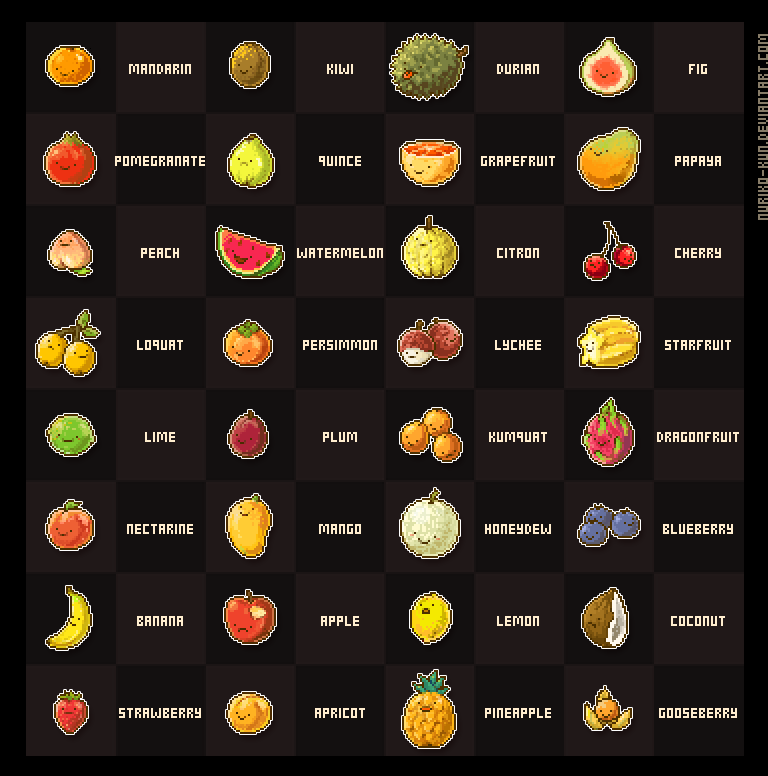 MANDARIN KIWI DURIAN FIG
POMEGRANATE QUINCE GRAPEFRUIT PAPAYA
PEACH WATERMELON CITRON CHERRY
LOQUAT PERSIMMON LYCHEE STARFRUIT
LIME PLUM KUMQUAT DRAGONFRUIT
NECTARINE MANGO HONEYDEW BLUEBERRY
BANANA APPLE LEMON COCONUT
STRAWBERRY APRICOT PINEAPPLE GOOSEBERRY
NURIKO-KUN.DEVIANTART.COM